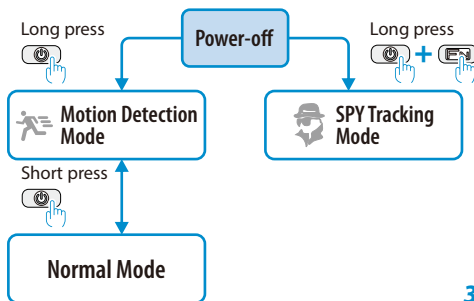 Long press
Power-off
Long press
Motion Detection
Mode
SPY Tracking
Mode
Short press
Normal Mode
3